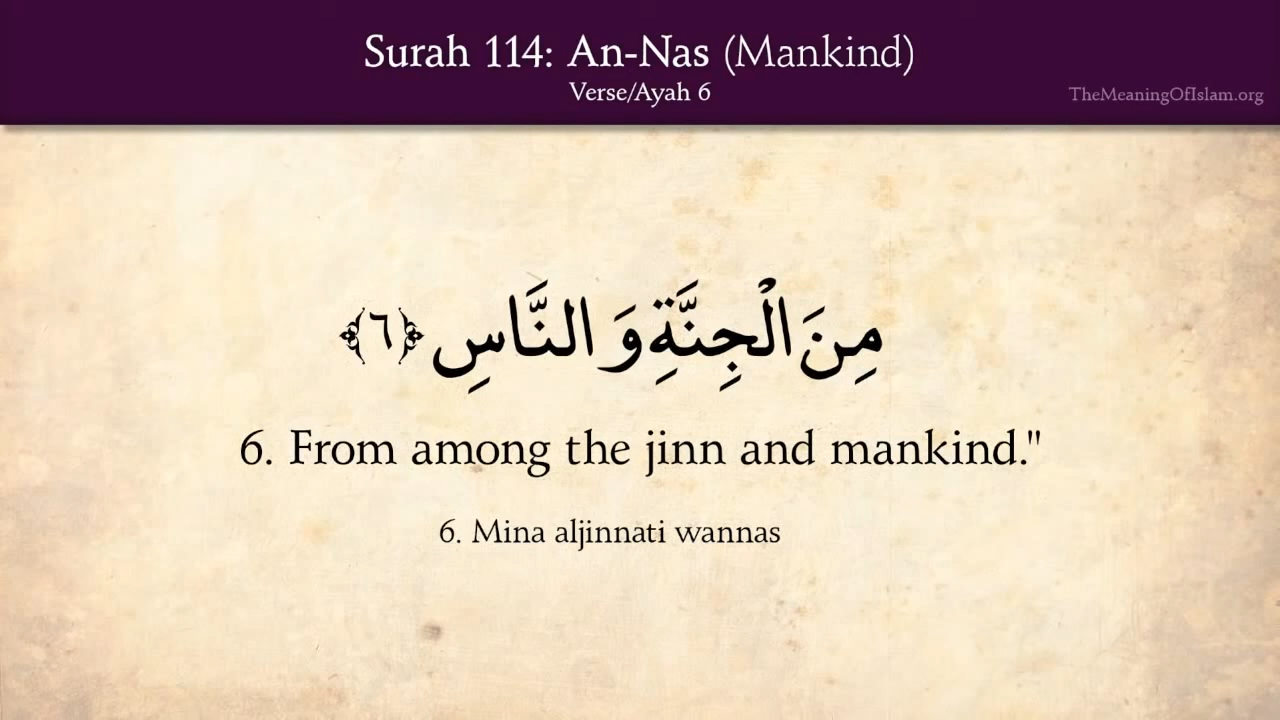 Surah 114: An-Nas (Mankind)
Verse/Ayah 6
TheMeaningOfIslam.org
مِنَ الْجِنَّةِ وَ النَّاسِ ﴿٦﴾
6. From among the jinn and mankind."
6. Mina aljinnati wannas